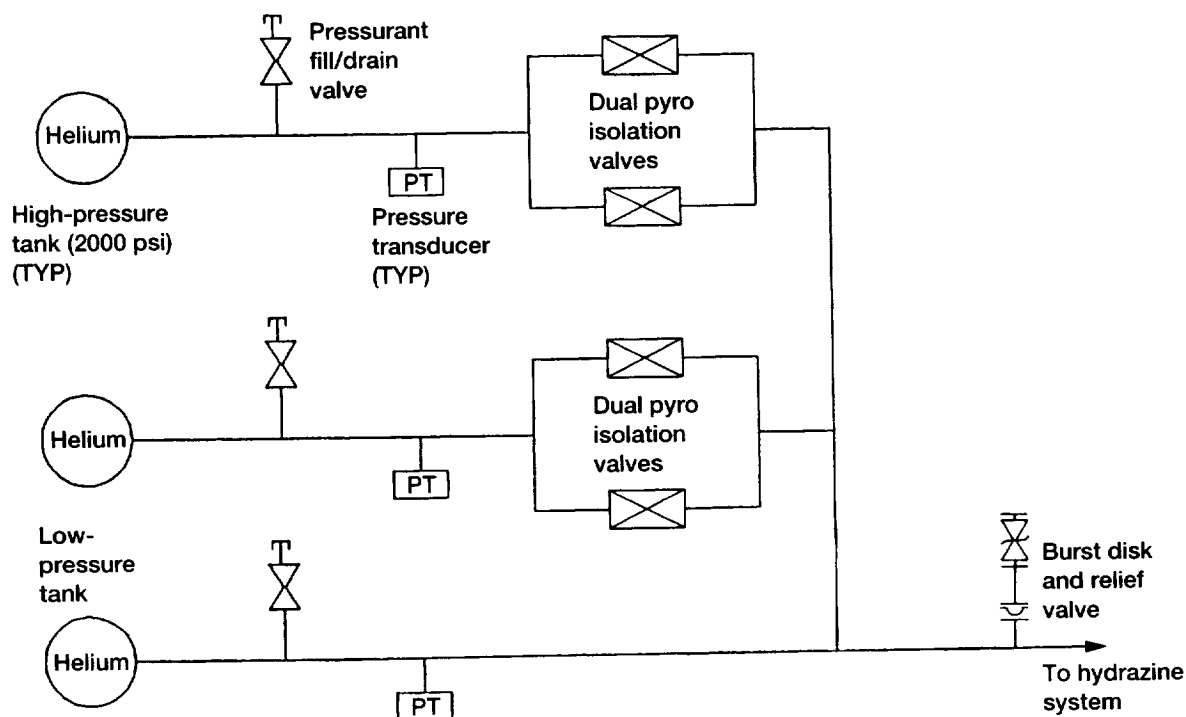 Pressurant
fill/drain
valve
Helium
High-pressure
tank (2000 psi)
(TYP)
PT
Pressure
transducer
(TYP)
Dual pyro
isolation
valves
Helium
PT
Dual pyro
isolation
valves
Low-
pressure
tank
Helium
PT
Burst disk
and relief
valve
To hydrazine
system